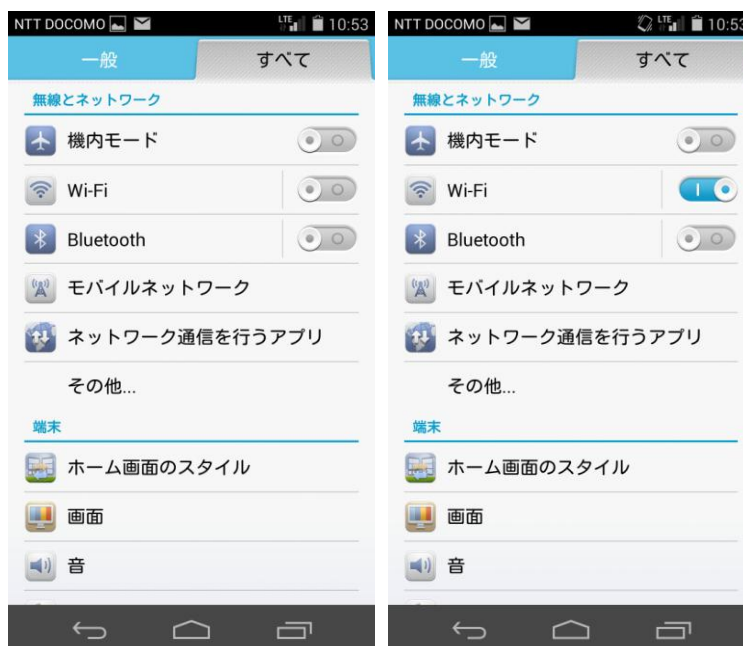 NTT DOCOMO LTE 10:53
一般 すべて
無線とネットワーク
機内モード
Wi-Fi
Bluetooth
モバイルネットワーク
ネットワーク通信を行うアプリ
その他...
端末
ホーム画面のスタイル
画面
音
NTT DOCOMO LTE 10:53
一般 すべて
無線とネットワーク
機内モード
Wi-Fi
Bluetooth
モバイルネットワーク
ネットワーク通信を行うアプリ
その他...
端末
ホーム画面のスタイル
画面
音